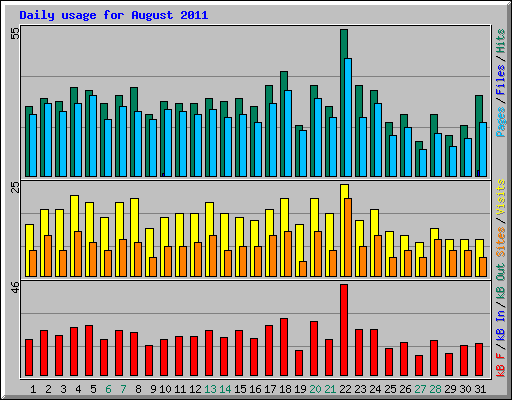 Daily usage for August 2011
55
Pages / Files / Hits
25
Sites / Visits
46
kB F / kB In / kB Out
1 2 3 4 5 6 7 8 9 10 11 12 13 14 15 16 17 18 19 20 21 22 23 24 25 26 27 28 29 30 31